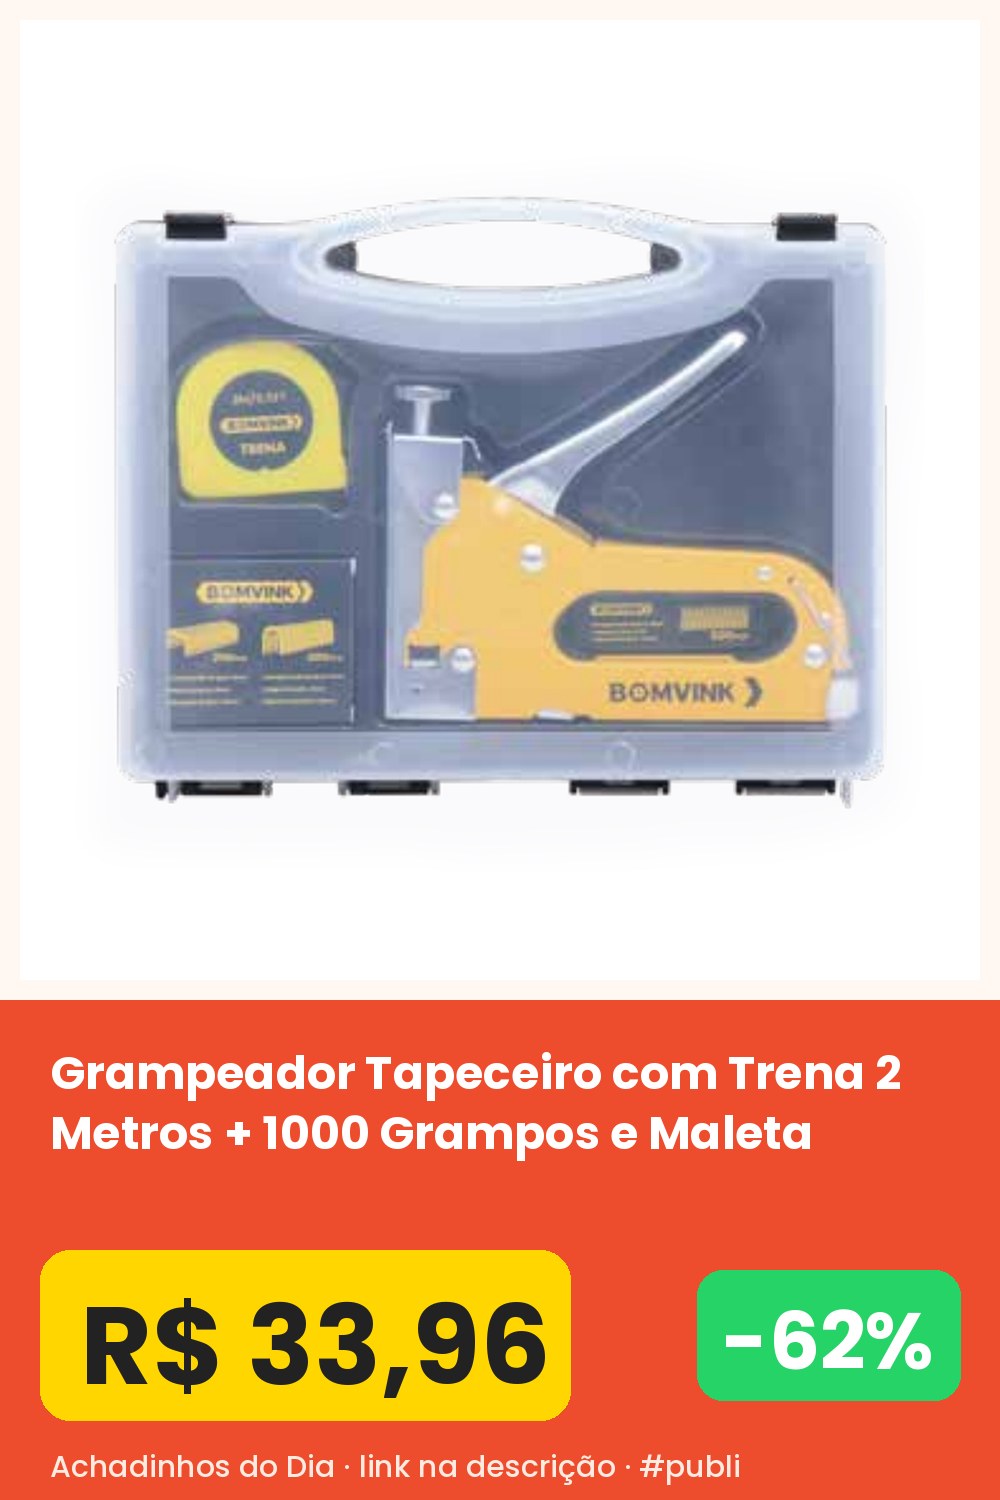 BOMVINK
TRENA
BOMVINK
BOMVINK
Grampeador Tapeceiro com Trena 2
Metros + 1000 Grampos e Maleta
R$ 33,96
-62%
Achadinhos do Dia · link na descrição · #publi